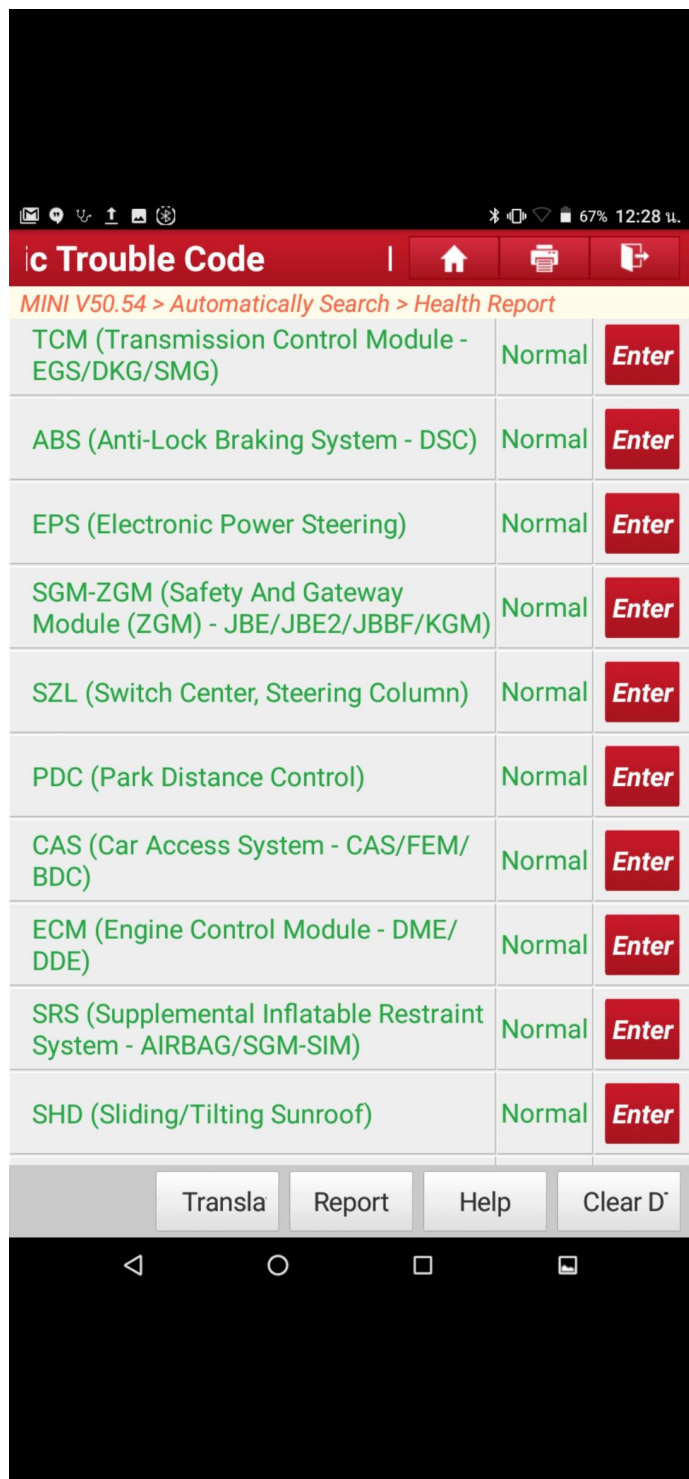 67% 12:28 น.
ic Trouble Code
MINI V50.54 > Automatically Search > Health Report
TCM (Transmission Control Module -
EGS/DKG/SMG)
Normal
Enter
ABS (Anti-Lock Braking System - DSC)
Normal
Enter
EPS (Electronic Power Steering)
Normal
Enter
SGM-ZGM (Safety And Gateway
Module (ZGM) - JBE/JBE2/JBBF/KGM)
Normal
Enter
SZL (Switch Center, Steering Column)
Normal
Enter
PDC (Park Distance Control)
Normal
Enter
CAS (Car Access System - CAS/FEM/
BDC)
Normal
Enter
ECM (Engine Control Module - DME/
DDE)
Normal
Enter
SRS (Supplemental Inflatable Restraint
System - AIRBAG/SGM-SIM)
Normal
Enter
SHD (Sliding/Tilting Sunroof)
Normal
Enter
Transla
Report
Help
Clear D